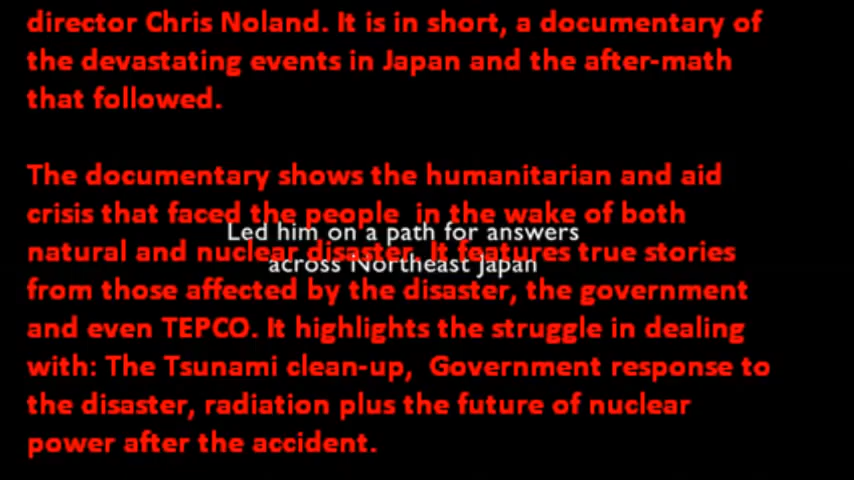 director Chris Noland. It is in short, a documentary of
the devastating events in Japan and the after-math
that followed.
The documentary shows the humanitarian and aid
crisis that faced the people  in the wake of both
Led him on a path for answers
natural and nuclear disaster. It features true stories
across Northeast Japan
from those affected by the disaster, the government
and even TEPCO. It highlights the struggle in dealing
with: The Tsunami clean-up,  Government response to
the disaster, radiation plus the future of nuclear
power after the accident.